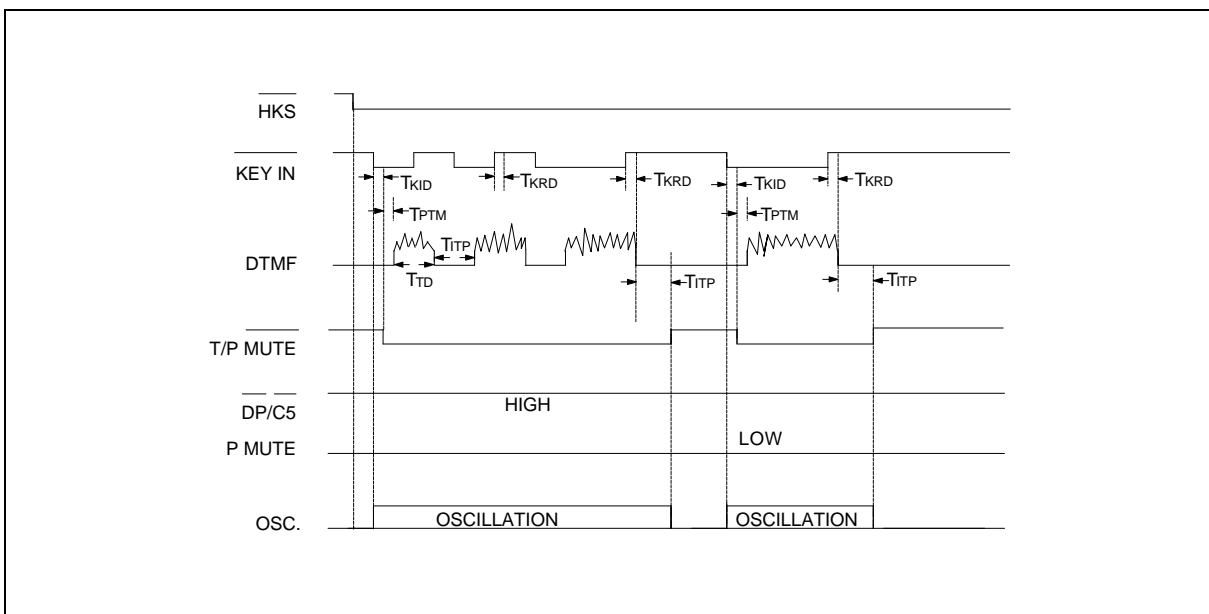 HKS
KEY IN
TKID TKRD TKRD TKID TKRD
TPTM TPTM
TITP
DTMF
TTD TITP TITP
T/P MUTE
DP/C5
HIGH
P MUTE
LOW
OSC.
OSCILLATION OSCILLATION